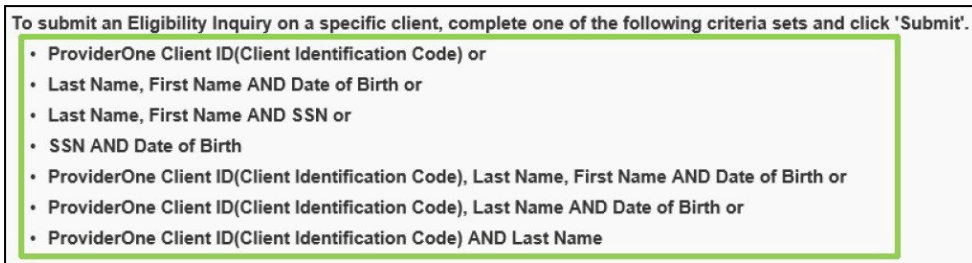 To submit an Eligibility Inquiry on a specific client, complete one of the following criteria sets and click 'Submit'.
• ProviderOne Client ID(Client Identification Code) or
• Last Name, First Name AND Date of Birth or
• Last Name, First Name AND SSN or
• SSN AND Date of Birth
• ProviderOne Client ID(Client Identification Code), Last Name, First Name AND Date of Birth or
• ProviderOne Client ID(Client Identification Code), Last Name AND Date of Birth or
• ProviderOne Client ID(Client Identification Code) AND Last Name